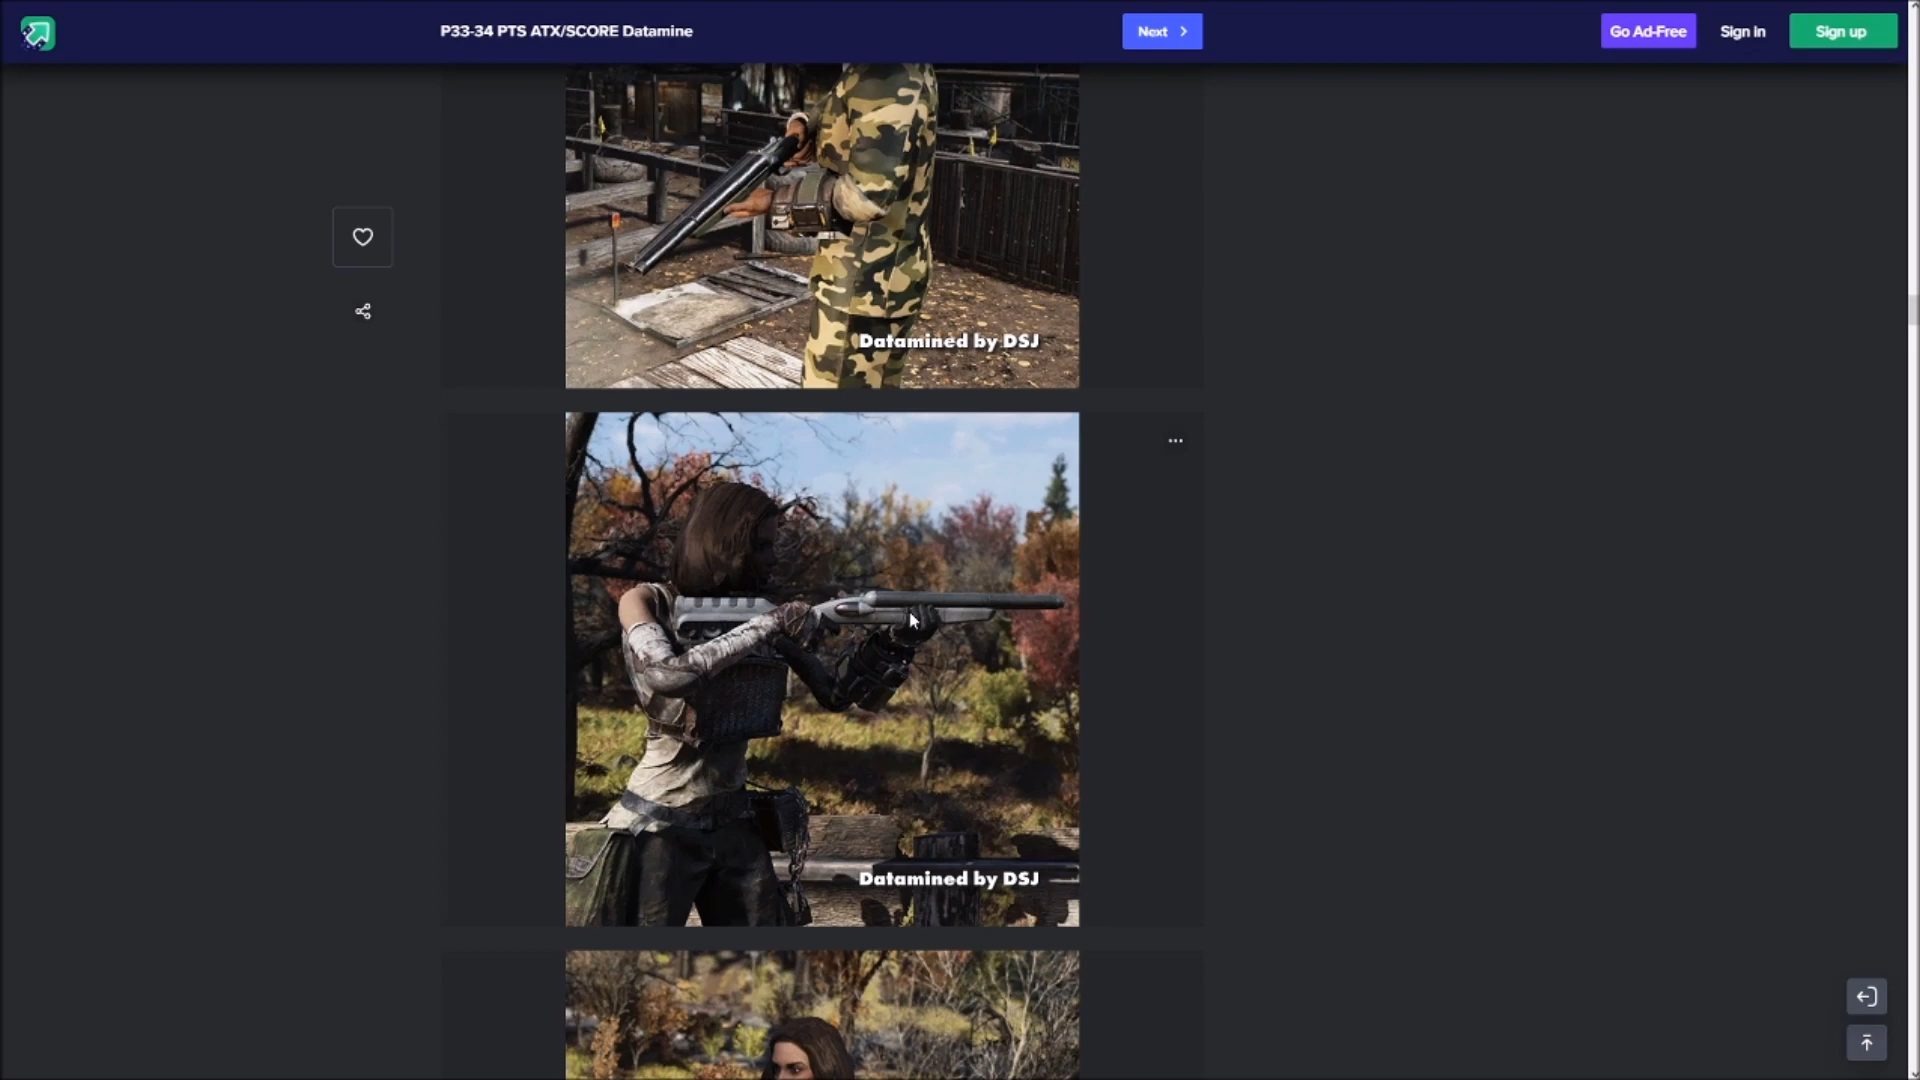 P33-34 PTS ATX/SCORE Datamine
Next
Go Ad-Free
Sign In
Sign up
Datamined by DSJ
Datamined by DSJ